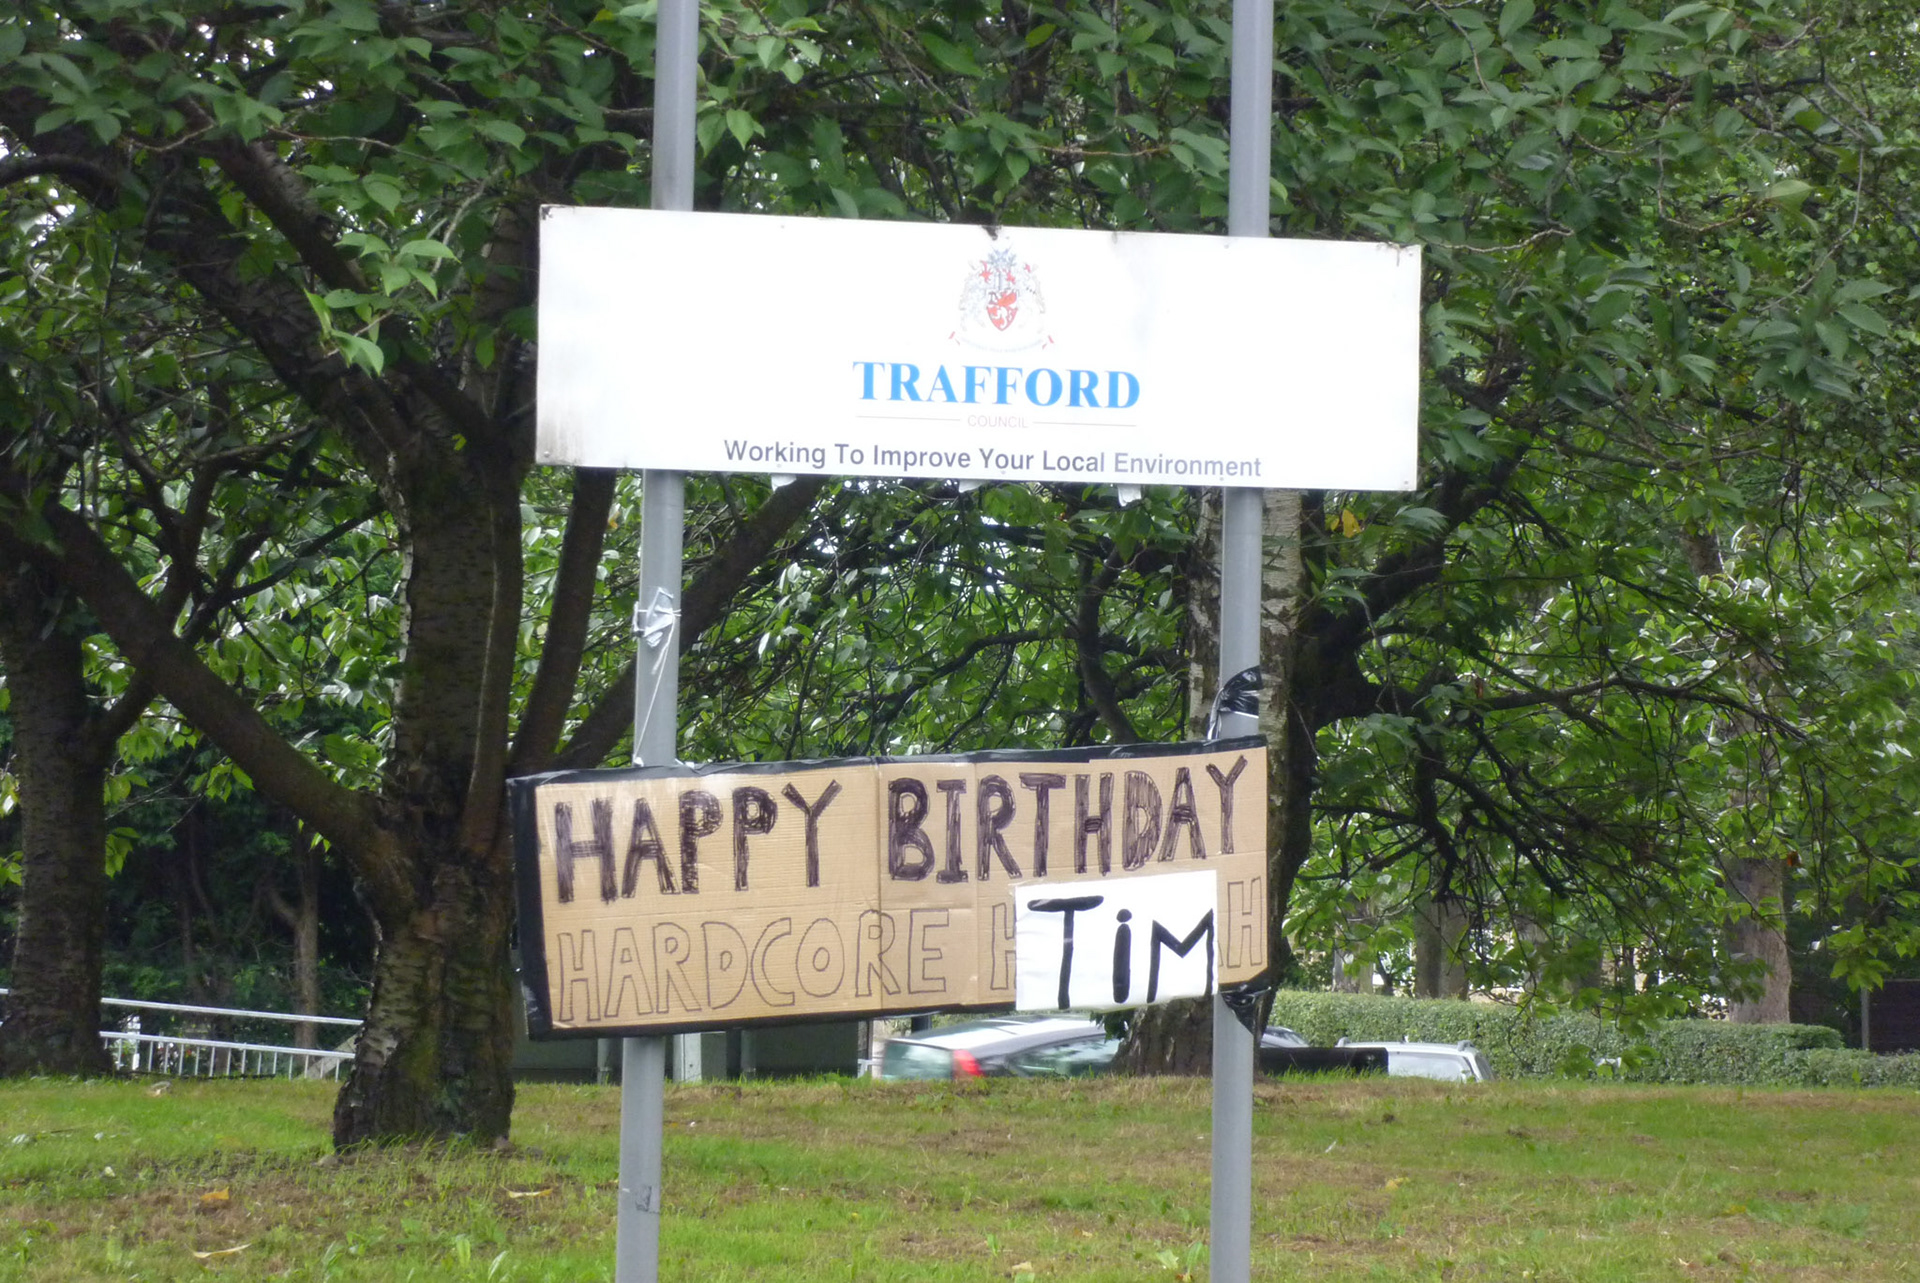 TRAFFORD
COUNCIL
Working To Improve Your Local Environment
HAPPY BIRTHDAY
HARDCORE TiM